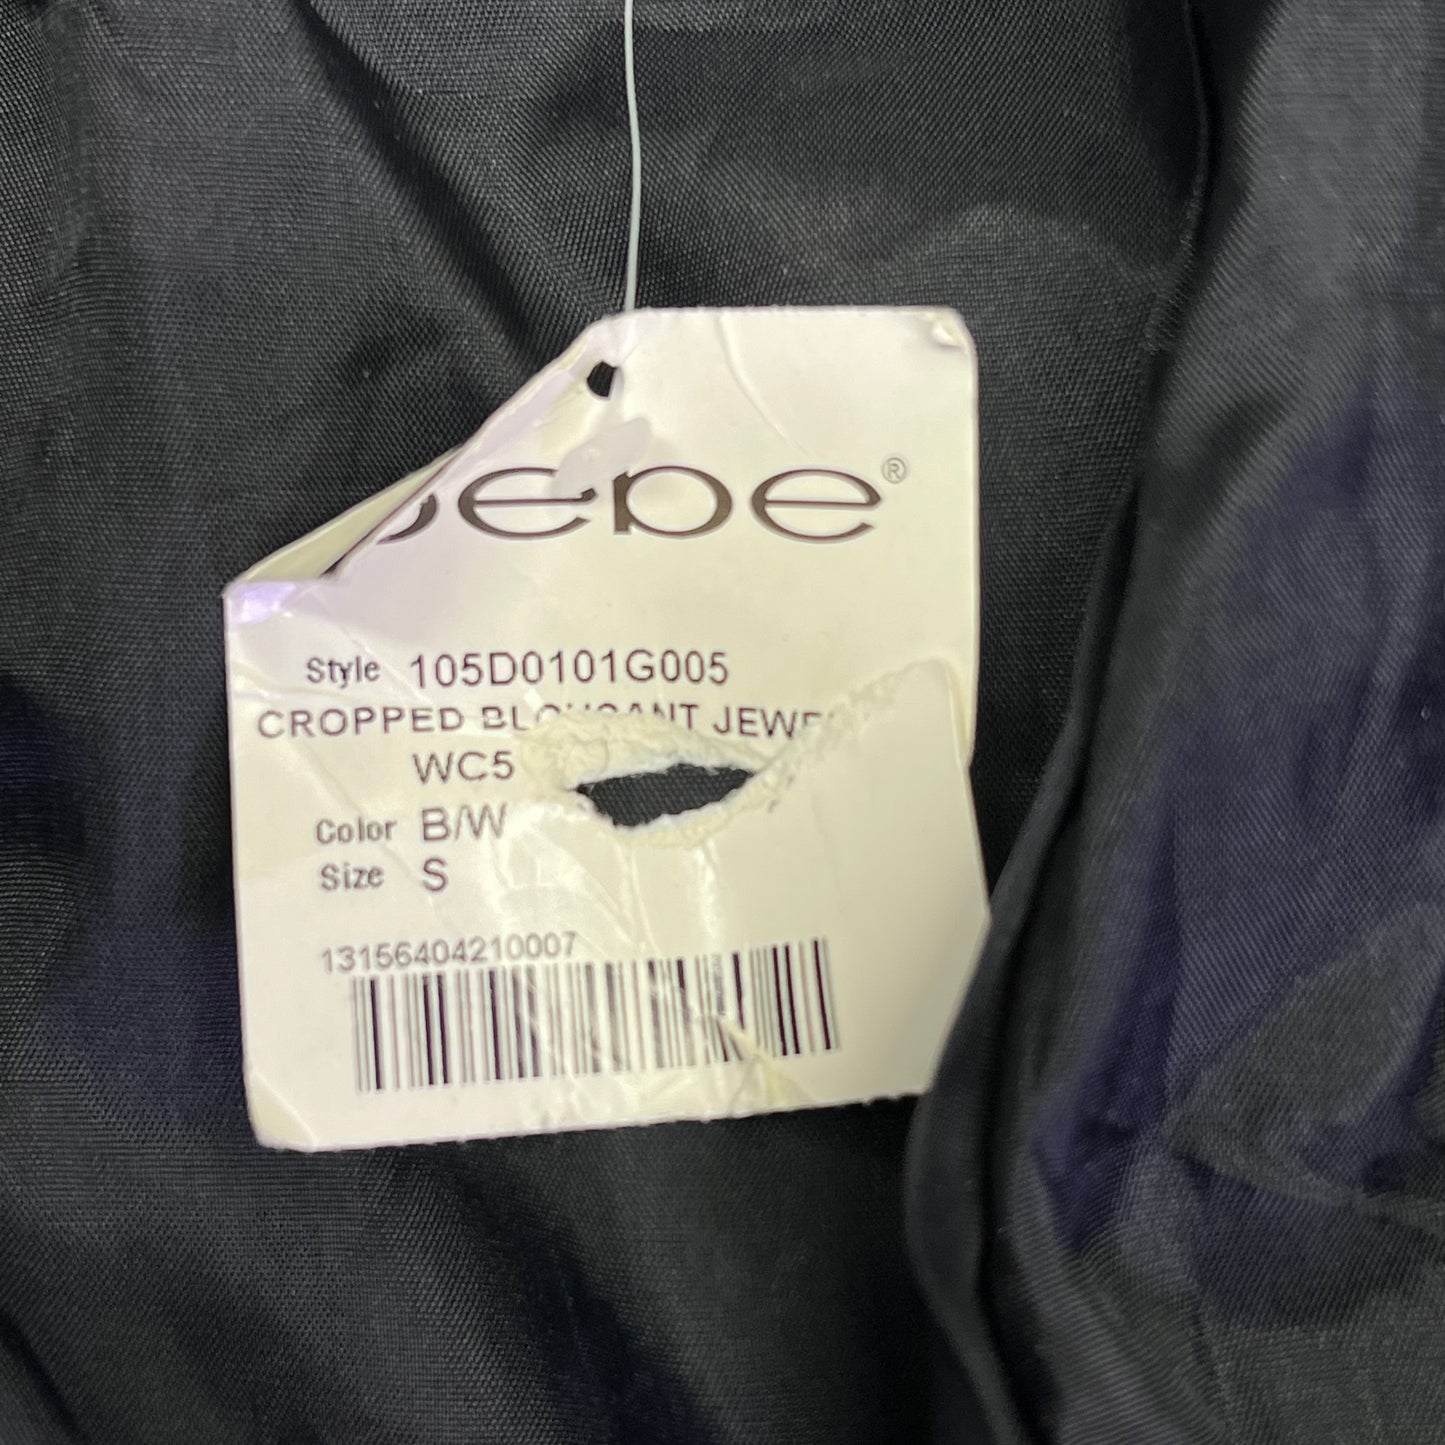 bebe®
Style 105D0101G005
CROPPED BLOUSANT
WC5
Color B/W
Size S
13156404210007